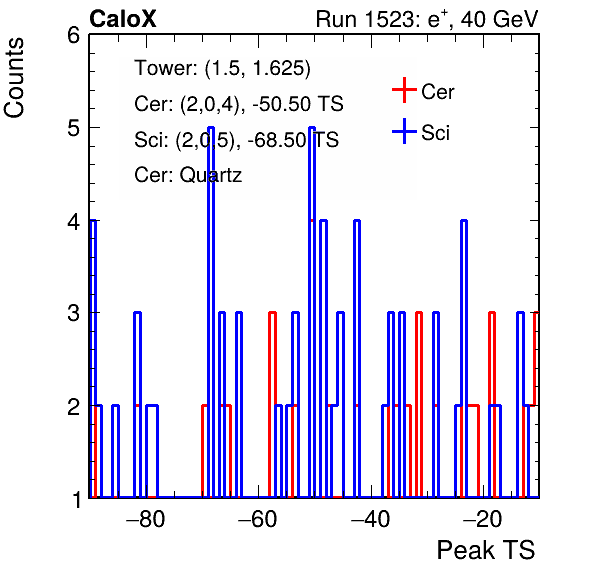 CaloX Run 1523: e⁺, 40 GeV
Counts
6
Tower: (1.5, 1.625)
Cer: (2,0,4), -50.50 TS
Sci: (2,0,5), -68.50 TS
Cer: Quartz
Cer
Sci
5
4
3
2
1
−80 −60 −40 −20
Peak TS